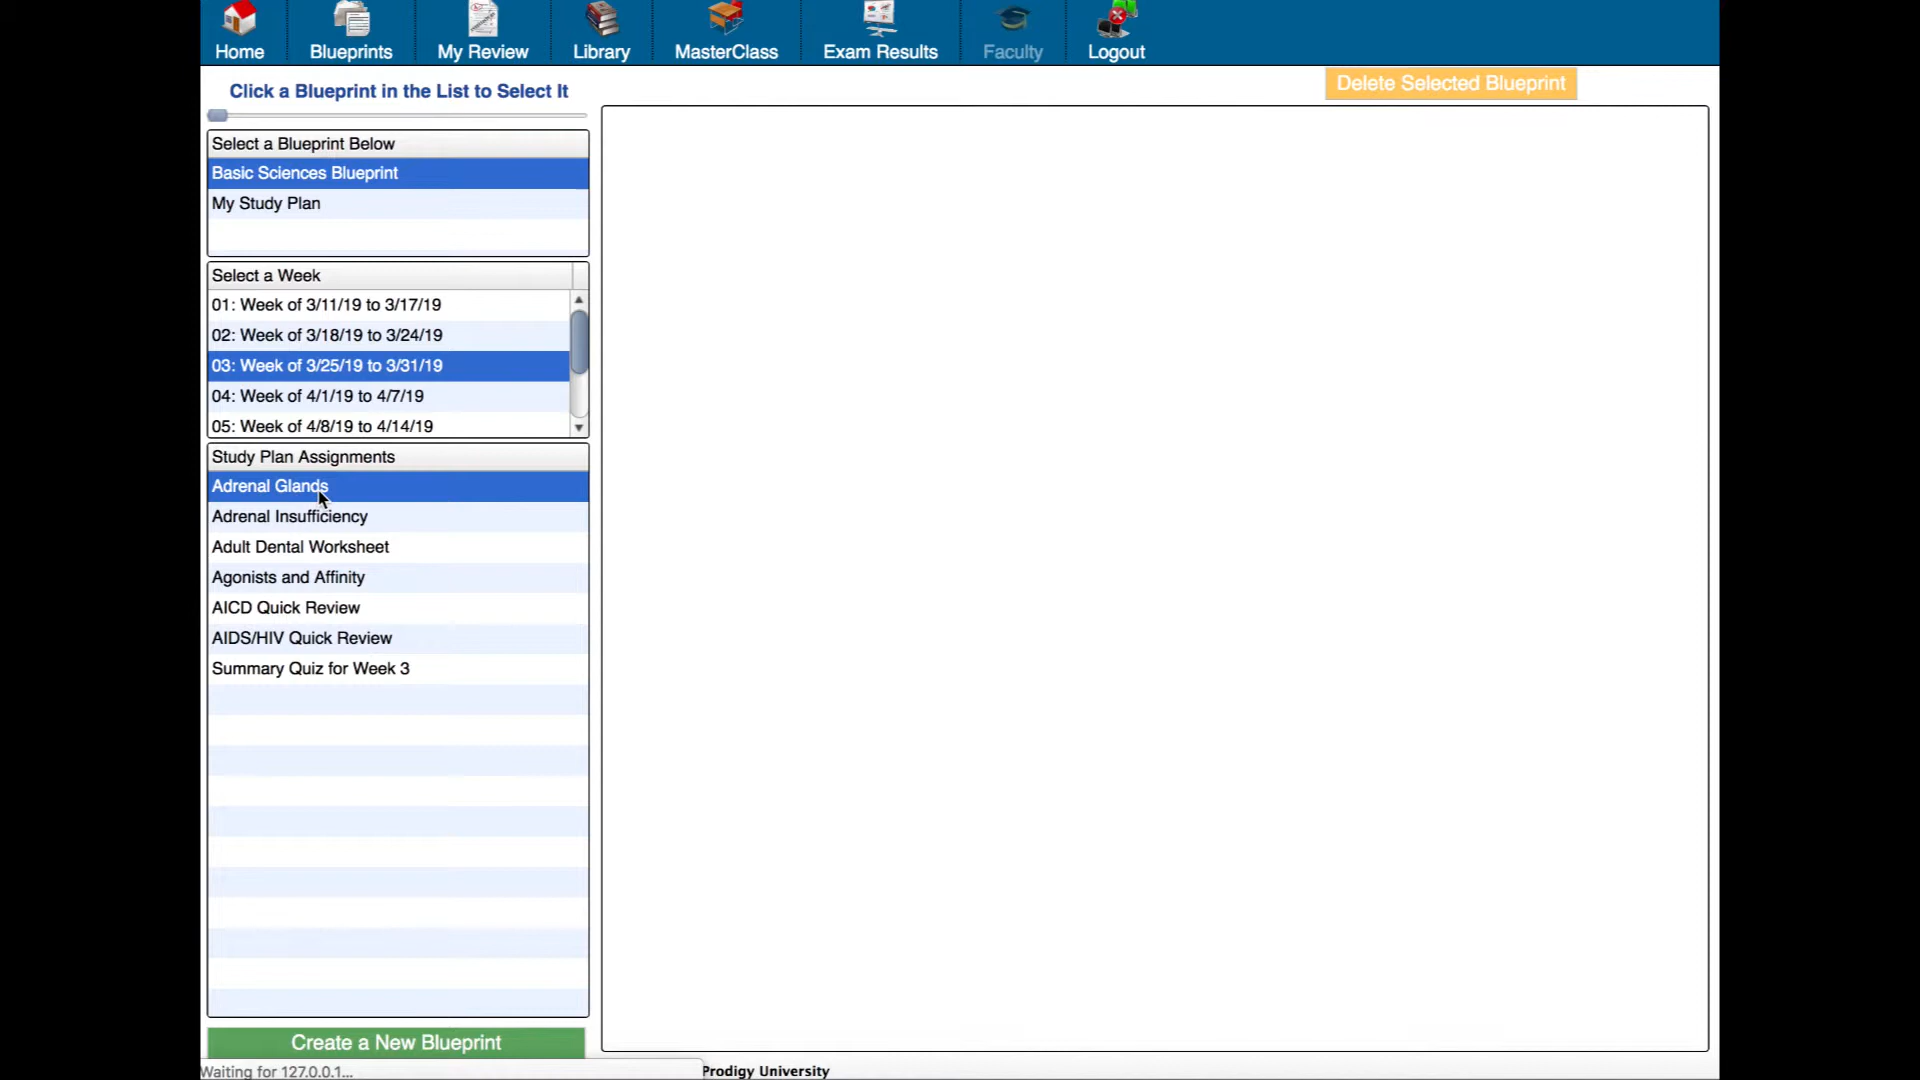 Home Blueprints My Review Library MasterClass Exam Results Faculty Logout
Click a Blueprint in the List to Select It
Delete Selected Blueprint
Select a Blueprint Below
Basic Sciences Blueprint
My Study Plan
Select a Week
01: Week of 3/11/19 to 3/17/19
02: Week of 3/18/19 to 3/24/19
03: Week of 3/25/19 to 3/31/19
04: Week of 4/1/19 to 4/7/19
05: Week of 4/8/19 to 4/14/19
Study Plan Assignments
Adrenal Glands
Adrenal Insufficiency
Adult Dental Worksheet
Agonists and Affinity
AICD Quick Review
AIDS/HIV Quick Review
Summary Quiz for Week 3
Create a New Blueprint
Waiting for 127.0.0.1...
Prodigy University